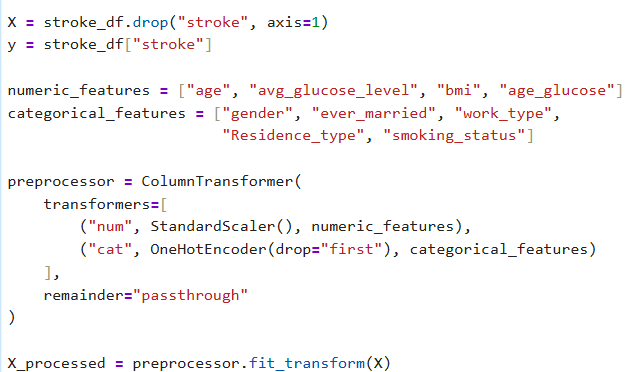 X = stroke_df.drop("stroke", axis=1)
y = stroke_df["stroke"]
numeric_features = ["age", "avg_glucose_level", "bmi", "age_glucose"]
categorical_features = ["gender", "ever_married", "work_type",
                        "Residence_type", "smoking_status"]
preprocessor = ColumnTransformer(
    transformers=[
        ("num", StandardScaler(), numeric_features),
        ("cat", OneHotEncoder(drop="first"), categorical_features)
    ],
    remainder="passthrough"
)
X_processed = preprocessor.fit_transform(X)